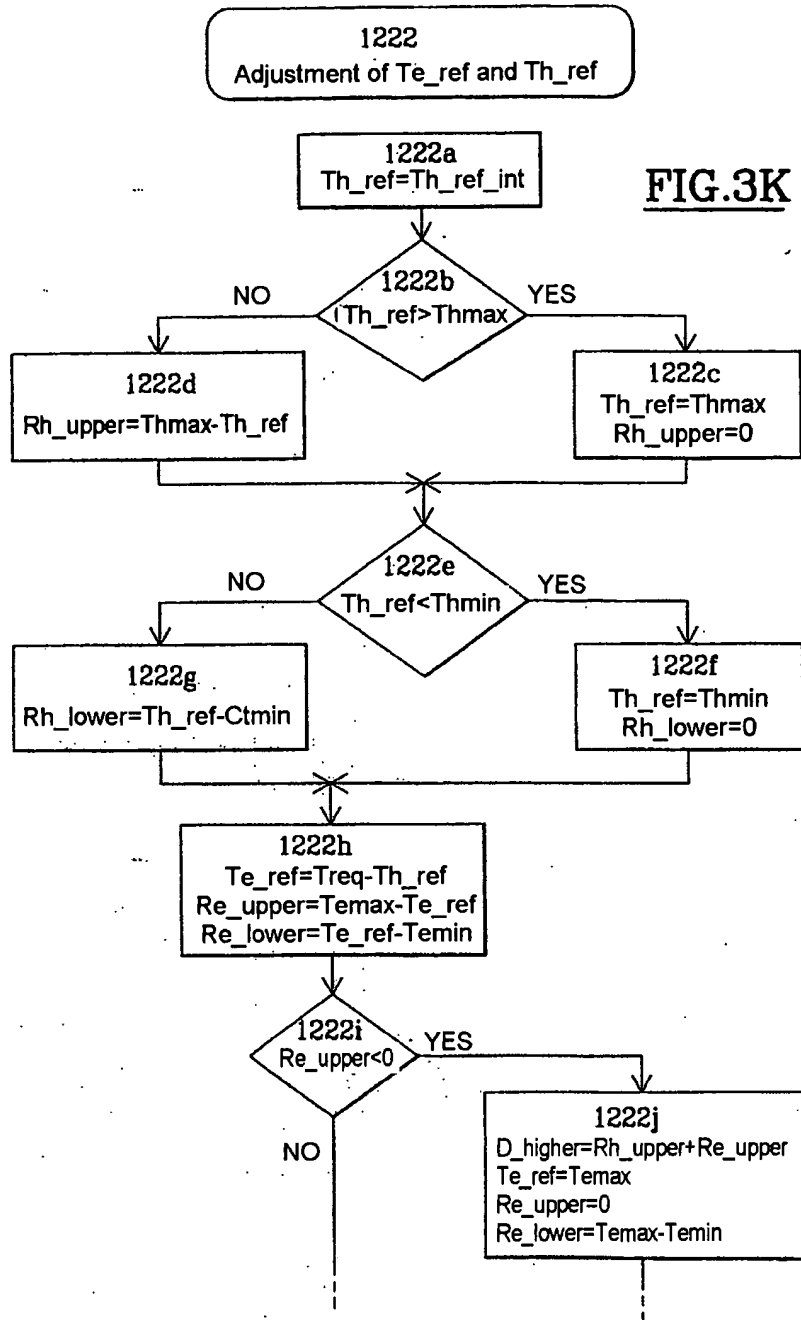 1222
Adjustment of Te_ref and Th_ref
1222a
Th_ref=Th_ref_int
FIG.3K
1222b
Th_ref>Thmax
NO
YES
1222d
Rh_upper=Thmax-Th_ref
1222c
Th_ref=Thmax
Rh_upper=0
1222e
Th_ref<Thmin
NO
YES
1222g
Rh_lower=Th_ref-Ctmin
1222f
Th_ref=Thmin
Rh_lower=0
1222h
Te_ref=Treq-Th_ref
Re_upper=Temax-Te_ref
Re_lower=Te_ref-Temin
1222i
Re_upper<0
YES
NO
1222j
D_higher=Rh_upper+Re_upper
Te_ref=Temax
Re_upper=0
Re_lower=Temax-Temin